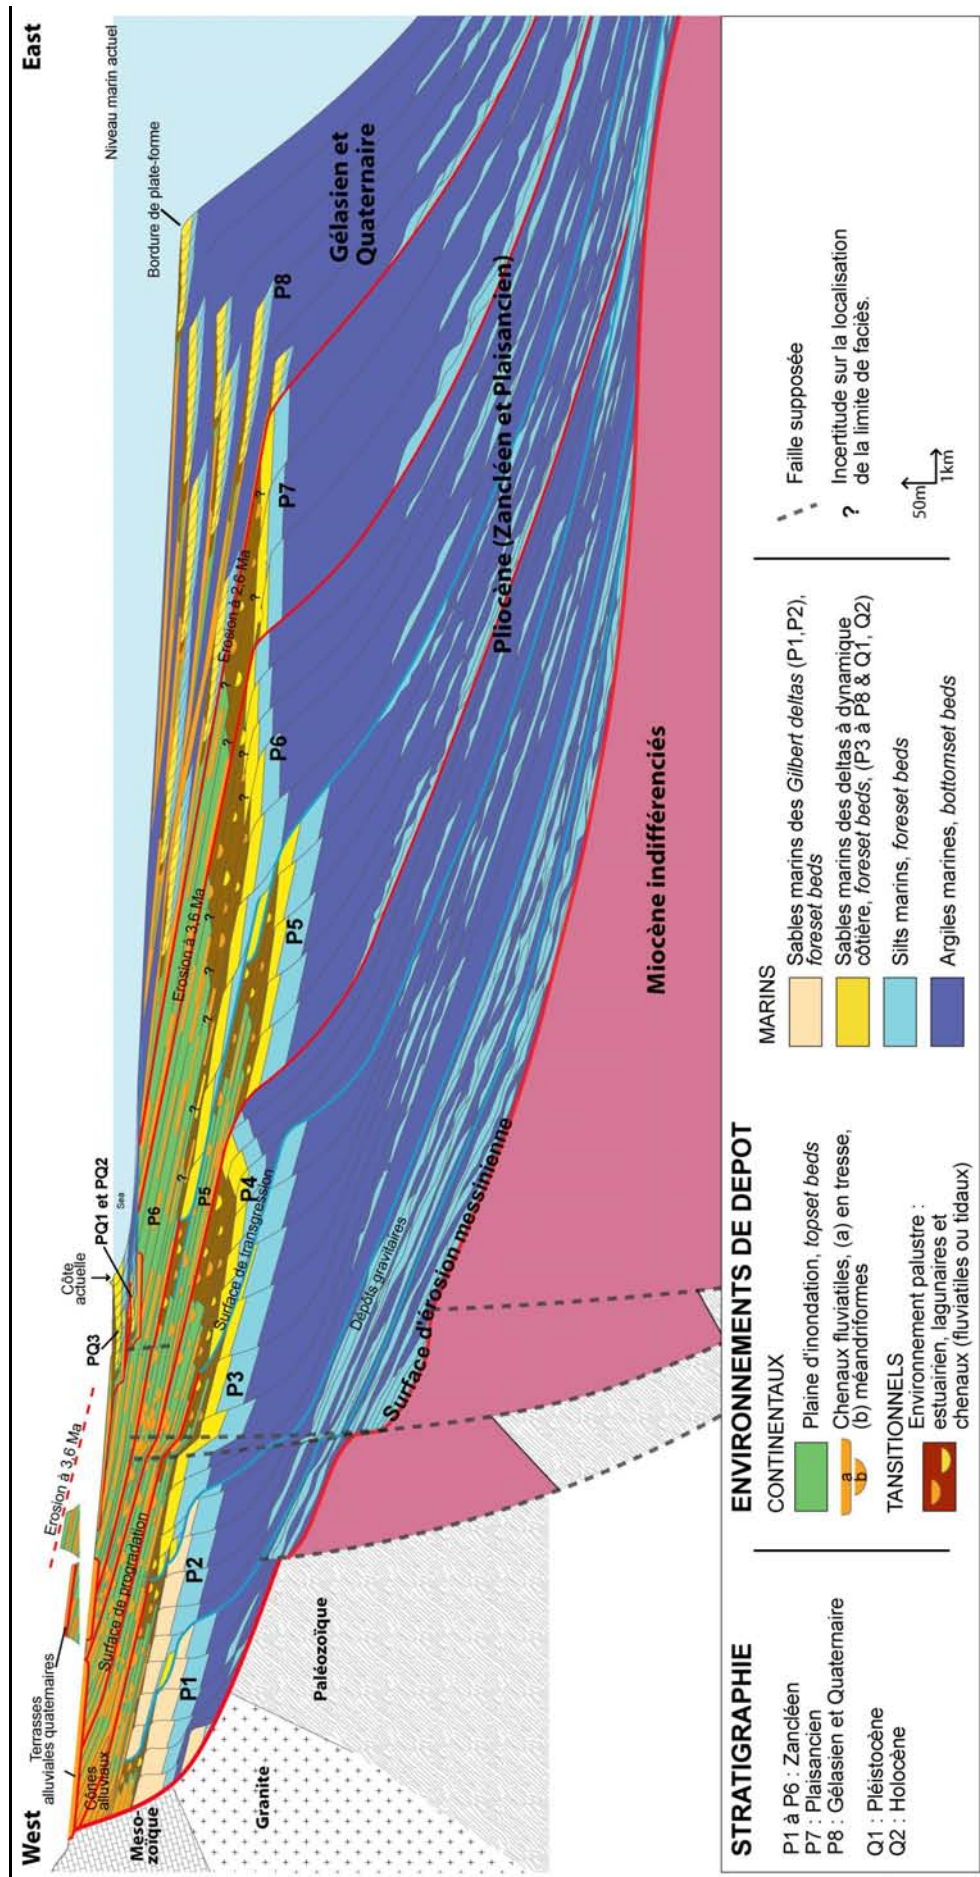 West
East
Niveau marin actuel
Bordure de plate-forme
Terrasses
alluviales quaternaires
Erosion à 3,6 Ma
PQ3
Côte
actuelle
PQ1 et PQ2
Sea
Cônes
alluviaux
Surface de progradation
P6
P5
Erosion à 3,6 Ma
Erosion à 2,6 Ma
?
?
?
?
?
?
?
?
?
?
?
P1
P2
P3
P4
P5
P6
P7
P8
Surface de transgression
Gélasien et
Quaternaire
Pliocène (Zancléen et Plaisancien)
Dépôts gravitaires
Surface d'érosion messinienne
Miocène indifférenciés
Meso-
zoïque
Granite
Paléozoïque
STRATIGRAPHIE
P1 à P6 : Zancléen
P7 : Plaisancien
P8 : Gélasien et Quaternaire
Q1 : Pléistocène
Q2 : Holocène
ENVIRONNEMENTS DE DEPOT
CONTINENTAUX
Plaine d'inondation, topset beds
a
b
Chenaux fluviatiles, (a) en tresse,
(b) méandriformes
TANSITIONNELS
Environnement palustre :
estuairien, lagunaires et
chenaux (fluviatiles ou tidaux)
MARINS
Sables marins des Gilbert deltas (P1,P2),
foreset beds
Sables marins des deltas à dynamique
côtière, foreset beds, (P3 à P8 & Q1, Q2)
Silts marins, foreset beds
Argiles marines, bottomset beds
Faille supposée
?
Incertitude sur la localisation
de la limite de faciès.
50m
1km